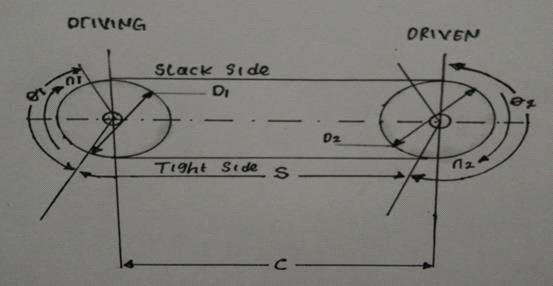 DRIVING
DRIVEN
Slack Side
D1
θ1
n1
θ2
D2
n2
Tight Side
S
C